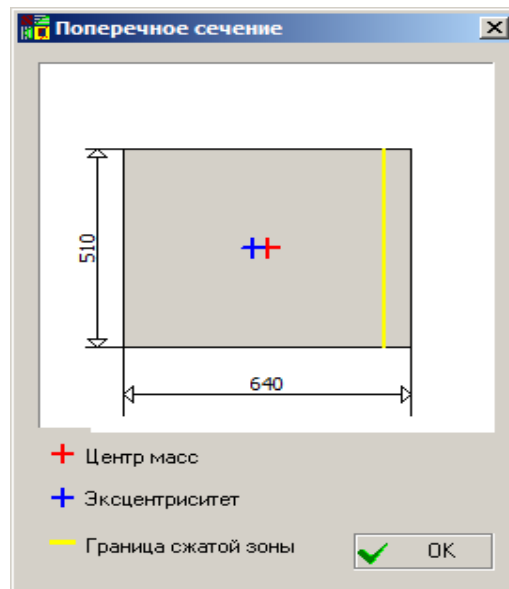 Поперечное сечение
510
640
Центр масс
Эксцентриситет
Граница сжатой зоны
OK